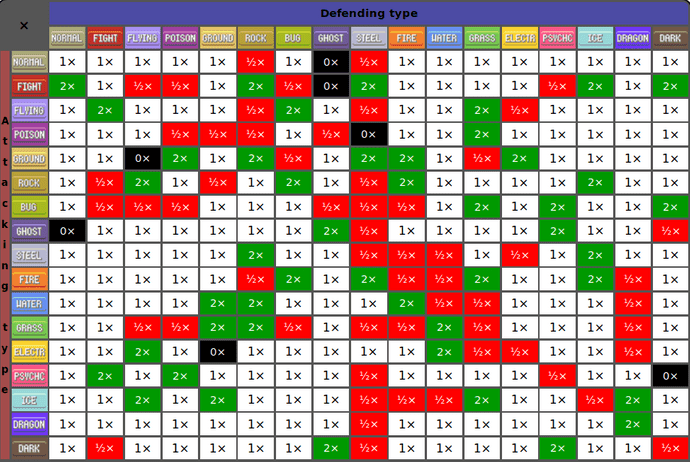 × Defending type
NORMAL FIGHT FLYING POISON GROUND ROCK BUG GHOST STEEL FIRE WATER GRASS ELECTR PSYCHC ICE DRAGON DARK
Attacking type
NORMAL 1× 1× 1× 1× 1× ½× 1× 0× ½× 1× 1× 1× 1× 1× 1× 1× 1×
FIGHT 2× 1× ½× ½× 1× 2× ½× 0× 2× 1× 1× 1× 1× ½× 2× 1× 2×
FLYING 1× 2× 1× 1× 1× ½× 2× 1× ½× 1× 1× 2× ½× 1× 1× 1× 1×
POISON 1× 1× 1× ½× ½× ½× 1× ½× 0× 1× 1× 2× 1× 1× 1× 1× 1×
GROUND 1× 1× 0× 2× 1× 2× ½× 1× 2× 2× 1× ½× 2× 1× 1× 1× 1×
ROCK 1× ½× 2× 1× ½× 1× 2× 1× ½× 2× 1× 1× 1× 1× 2× 1× 1×
BUG 1× ½× ½× ½× 1× 1× 1× ½× ½× ½× 1× 2× 1× 2× 1× 1× 2×
GHOST 0× 1× 1× 1× 1× 1× 1× 2× ½× 1× 1× 1× 1× 2× 1× 1× ½×
STEEL 1× 1× 1× 1× 1× 2× 1× 1× ½× ½× ½× 1× ½× 1× 2× 1× 1×
FIRE 1× 1× 1× 1× 1× ½× 2× 1× 2× ½× ½× 2× 1× 1× 2× ½× 1×
WATER 1× 1× 1× 1× 2× 2× 1× 1× 1× 2× ½× ½× 1× 1× 1× ½× 1×
GRASS 1× 1× ½× ½× 2× 2× ½× 1× ½× ½× 2× ½× 1× 1× 1× ½× 1×
ELECTR 1× 1× 2× 1× 0× 1× 1× 1× 1× 1× 2× ½× ½× 1× 1× ½× 1×
PSYCHC 1× 2× 1× 2× 1× 1× 1× 1× ½× 1× 1× 1× 1× ½× 1× 1× 0×
ICE 1× 1× 2× 1× 2× 1× 1× 1× ½× ½× ½× 2× 1× 1× ½× 2× 1×
DRAGON 1× 1× 1× 1× 1× 1× 1× 1× ½× 1× 1× 1× 1× 1× 1× 2× 1×
DARK 1× ½× 1× 1× 1× 1× 1× 2× ½× 1× 1× 1× 1× 2× 1× 1× ½×